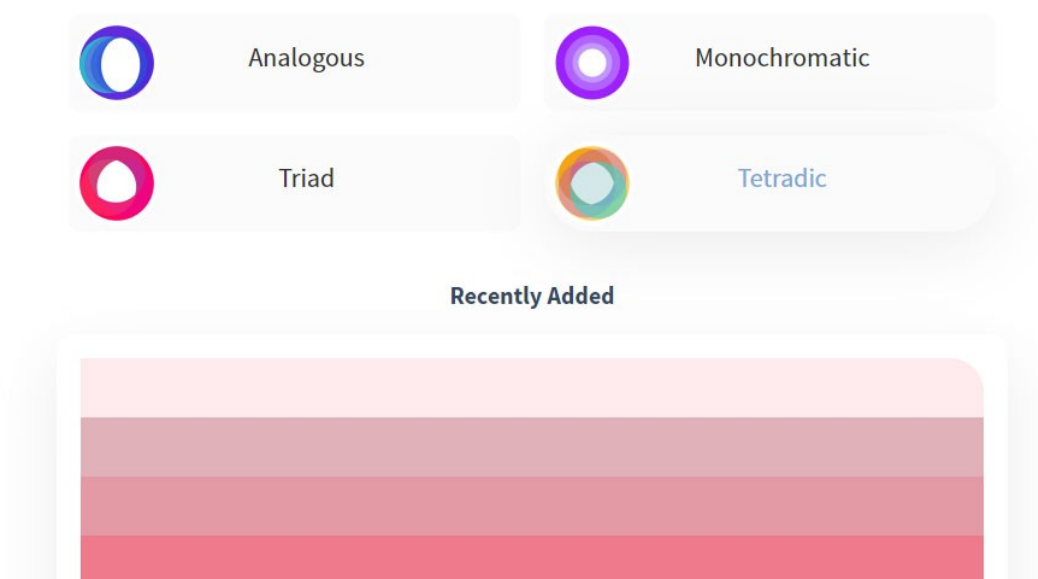 Analogous
Monochromatic
Triad
Tetradic
Recently Added